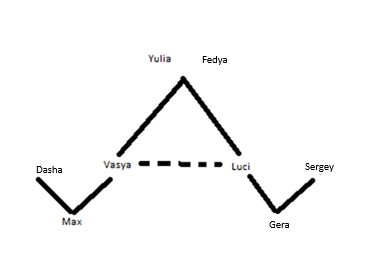 Yulia Fedya
Vasya Luci
Dasha Sergey
Max Gera